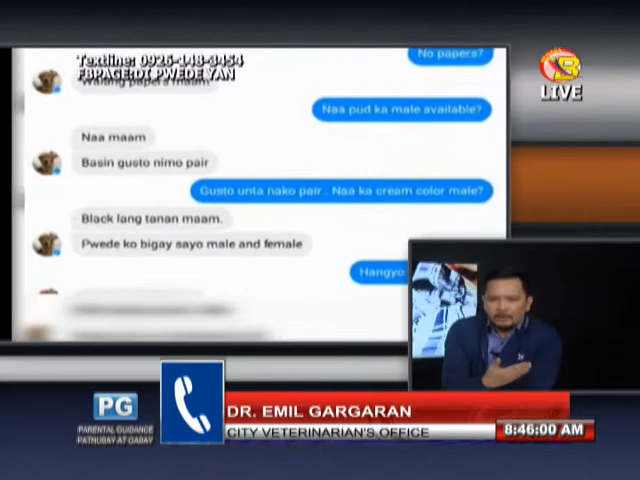 Textline: 0926-148-3454
FBPAGE:DI PWEDE YAN
No papers?
Walang papers maam
Naa pud ka male available?
Naa maam
Basin gusto nimo pair
Gusto unta nako pair.. Naa ka cream color male?
Black lang tanan maam.
Pwede ko bigay sayo male and female
Hangyo
LIVE
PG
PARENTAL GUIDANCE
PATNUBAY AT GABAY
DR. EMIL GARGARAN
CITY VETERINARIAN'S OFFICE
8:46:00 AM